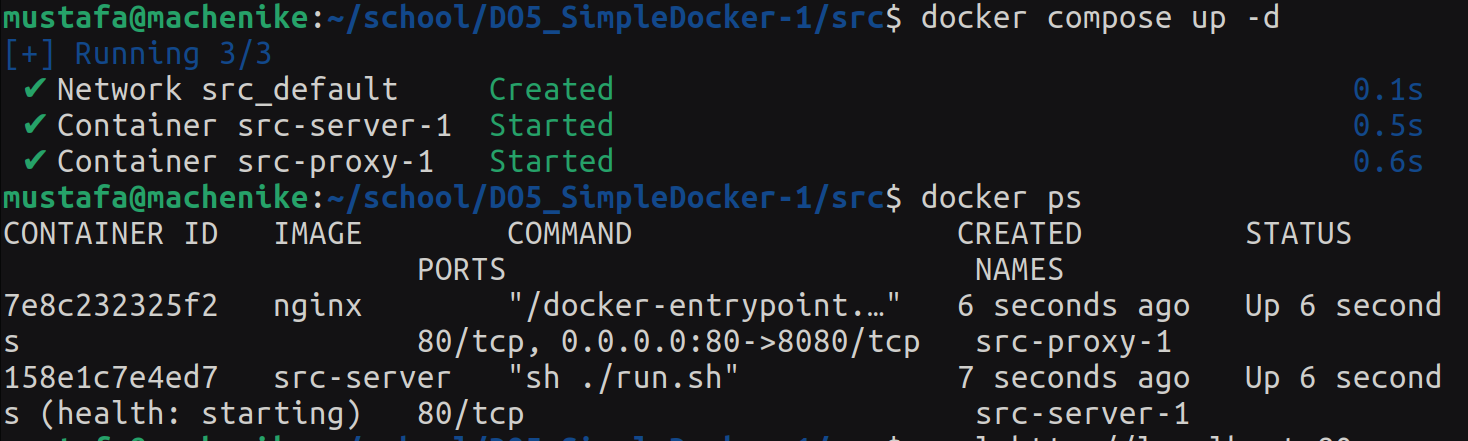 mustafa@machenike:~/school/DO5_SimpleDocker-1/src$ docker compose up -d
[+] Running 3/3
✔ Network src_default Created 0.1s
✔ Container src-server-1 Started 0.5s
✔ Container src-proxy-1 Started 0.6s
mustafa@machenike:~/school/DO5_SimpleDocker-1/src$ docker ps
CONTAINER ID IMAGE COMMAND CREATED STATUS
PORTS NAMES
7e8c232325f2 nginx "/docker-entrypoint.…" 6 seconds ago Up 6 second
s 80/tcp, 0.0.0.0:80->8080/tcp src-proxy-1
158e1c7e4ed7 src-server "sh ./run.sh" 7 seconds ago Up 6 second
s (health: starting) 80/tcp src-server-1